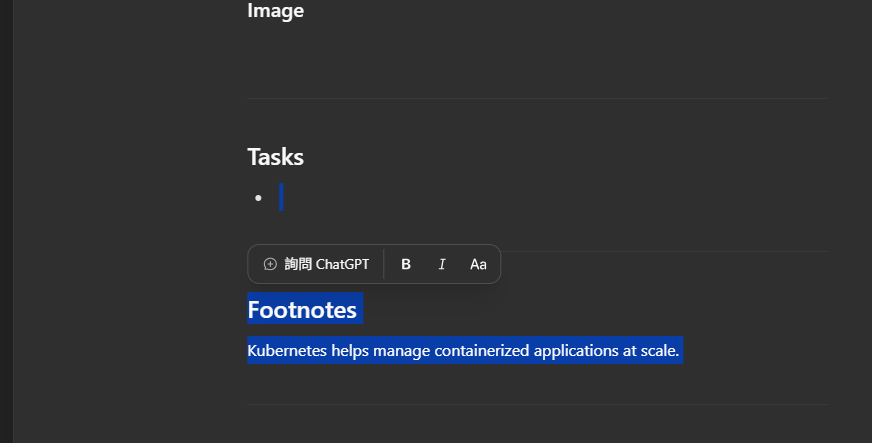 Image
Tasks
詢問 ChatGPT B I Aa
Footnotes
Kubernetes helps manage containerized applications at scale.